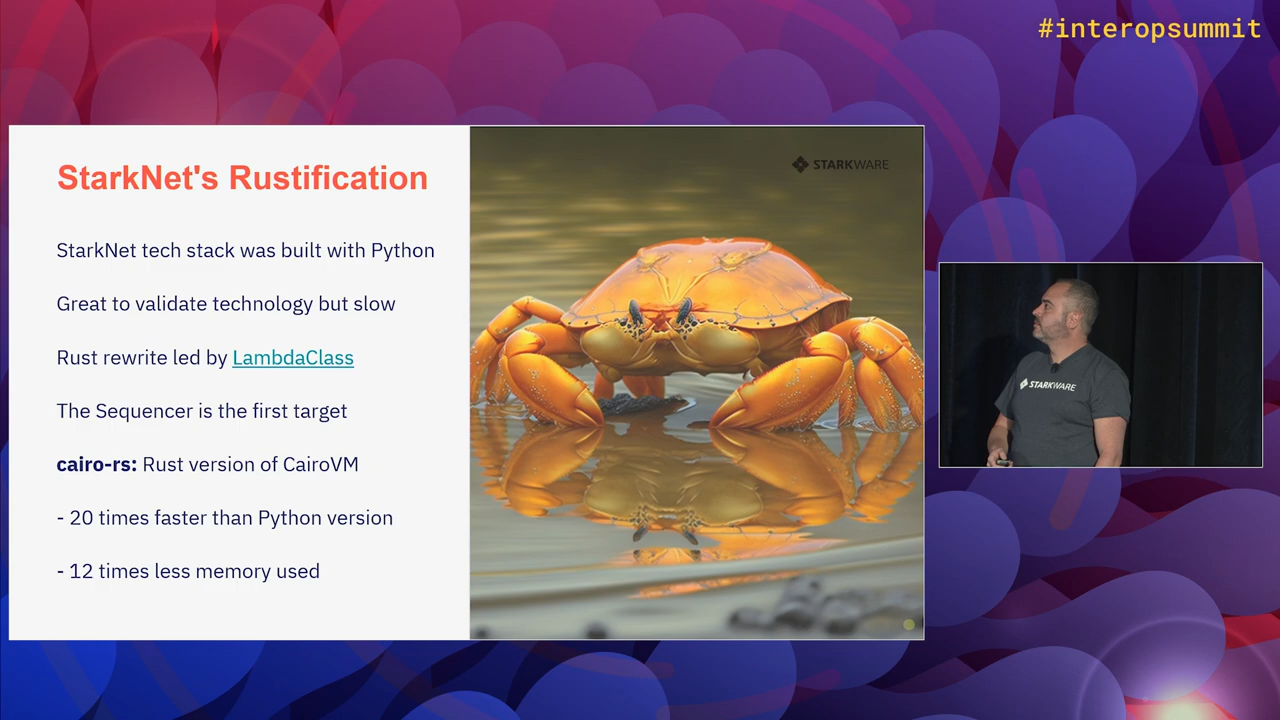 #interopsummit
StarkNet's Rustification
StarkNet tech stack was built with Python
Great to validate technology but slow
Rust rewrite led by LambdaClass
The Sequencer is the first target
cairo-rs: Rust version of CairoVM
- 20 times faster than Python version
- 12 times less memory used
STARKWARE
STARKWARE